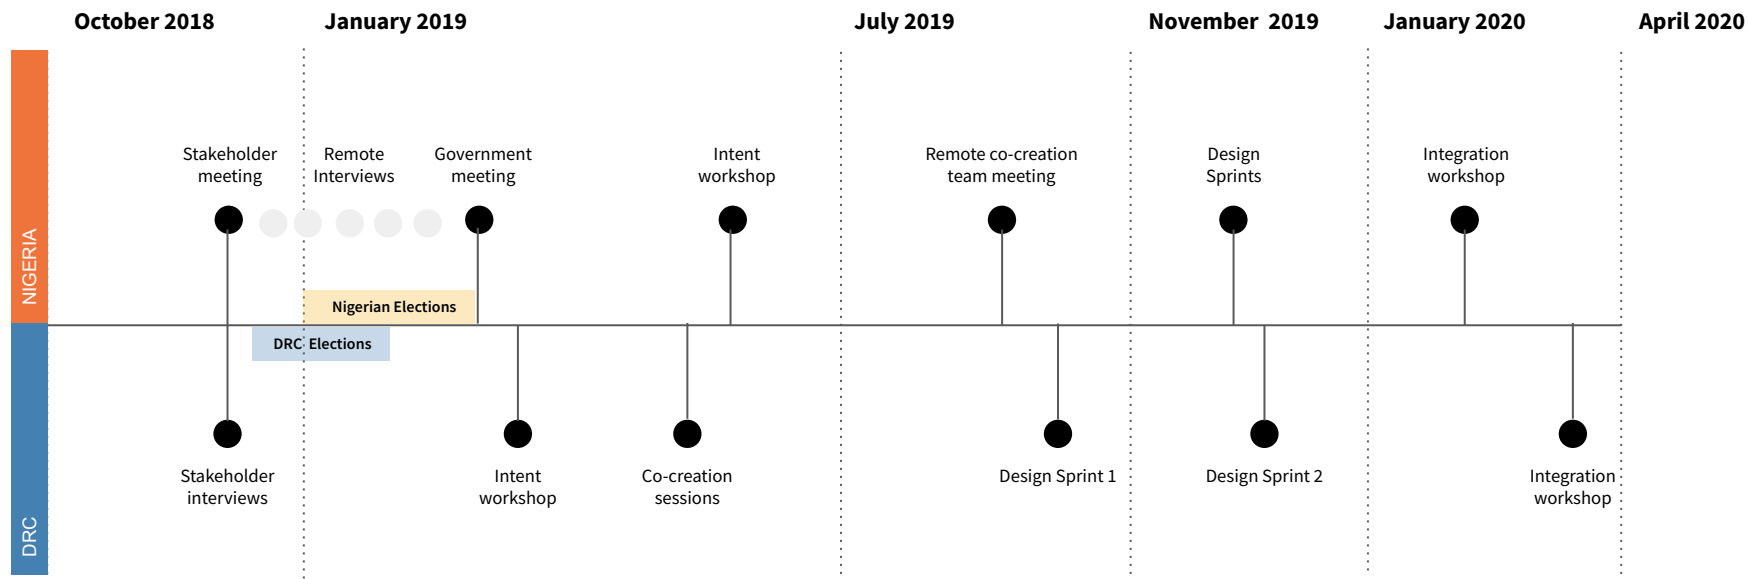 October 2018
January 2019
July 2019
November  2019
January 2020
April 2020
NIGERIA
Stakeholder
meeting
Remote
Interviews
Government
meeting
Intent
workshop
Remote co-creation
team meeting
Design
Sprints
Integration
workshop
Nigerian Elections
DRC Elections
DRC
Stakeholder
interviews
Intent
workshop
Co-creation
sessions
Design Sprint 1
Design Sprint 2
Integration
workshop